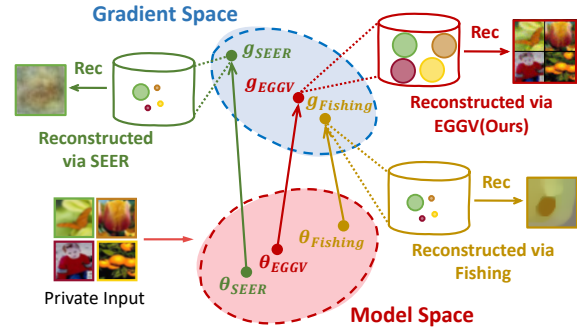 Gradient Space
Rec
g_SEER
g_EGGV
g_Fishing
Rec
Reconstructed via SEER
Reconstructed via
EGGV(Ours)
Rec
Reconstructed via
Fishing
Private Input
θ_SEER
θ_EGGV
θ_Fishing
Model Space